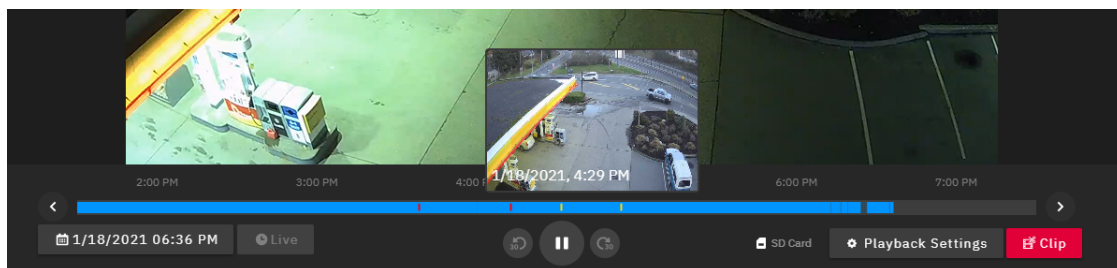 1/18/2021, 4:29 PM
2:00 PM
3:00 PM
4:00
6:00 PM
7:00 PM
1/18/2021 06:36 PM
Live
30
30
SD Card
Playback Settings
Clip